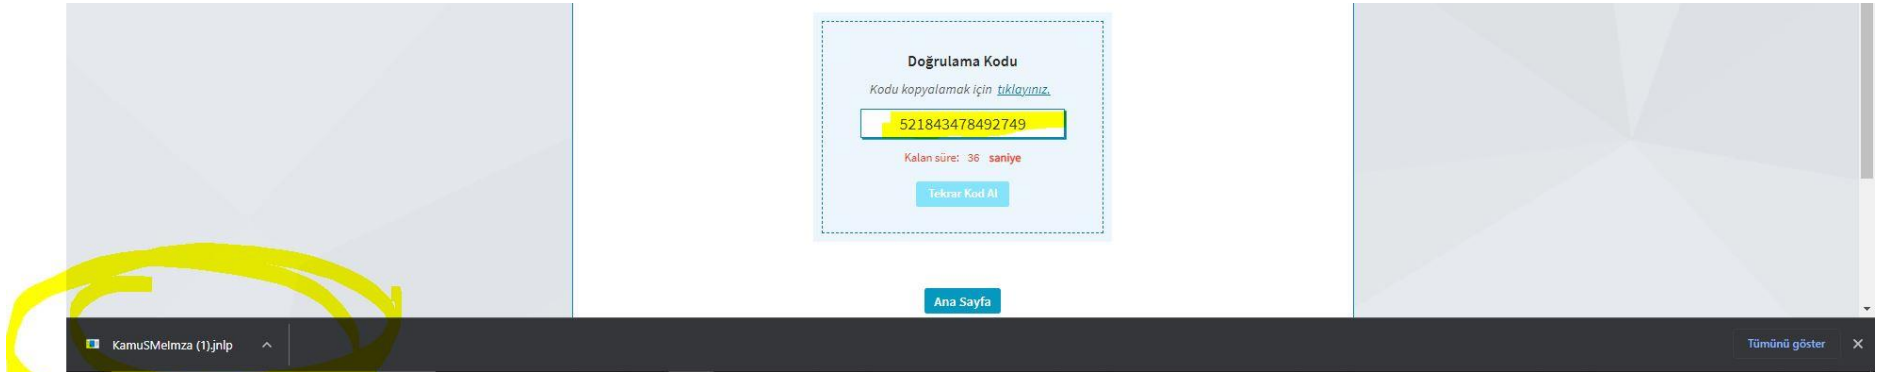 Doğrulama Kodu
Kodu kopyalamak için tıklayınız.
521843478492749
Kalan süre: 36 saniye
Tekrar Kod Al
Ana Sayfa
KamuSMeImza (1).jnlp
Tümünü göster